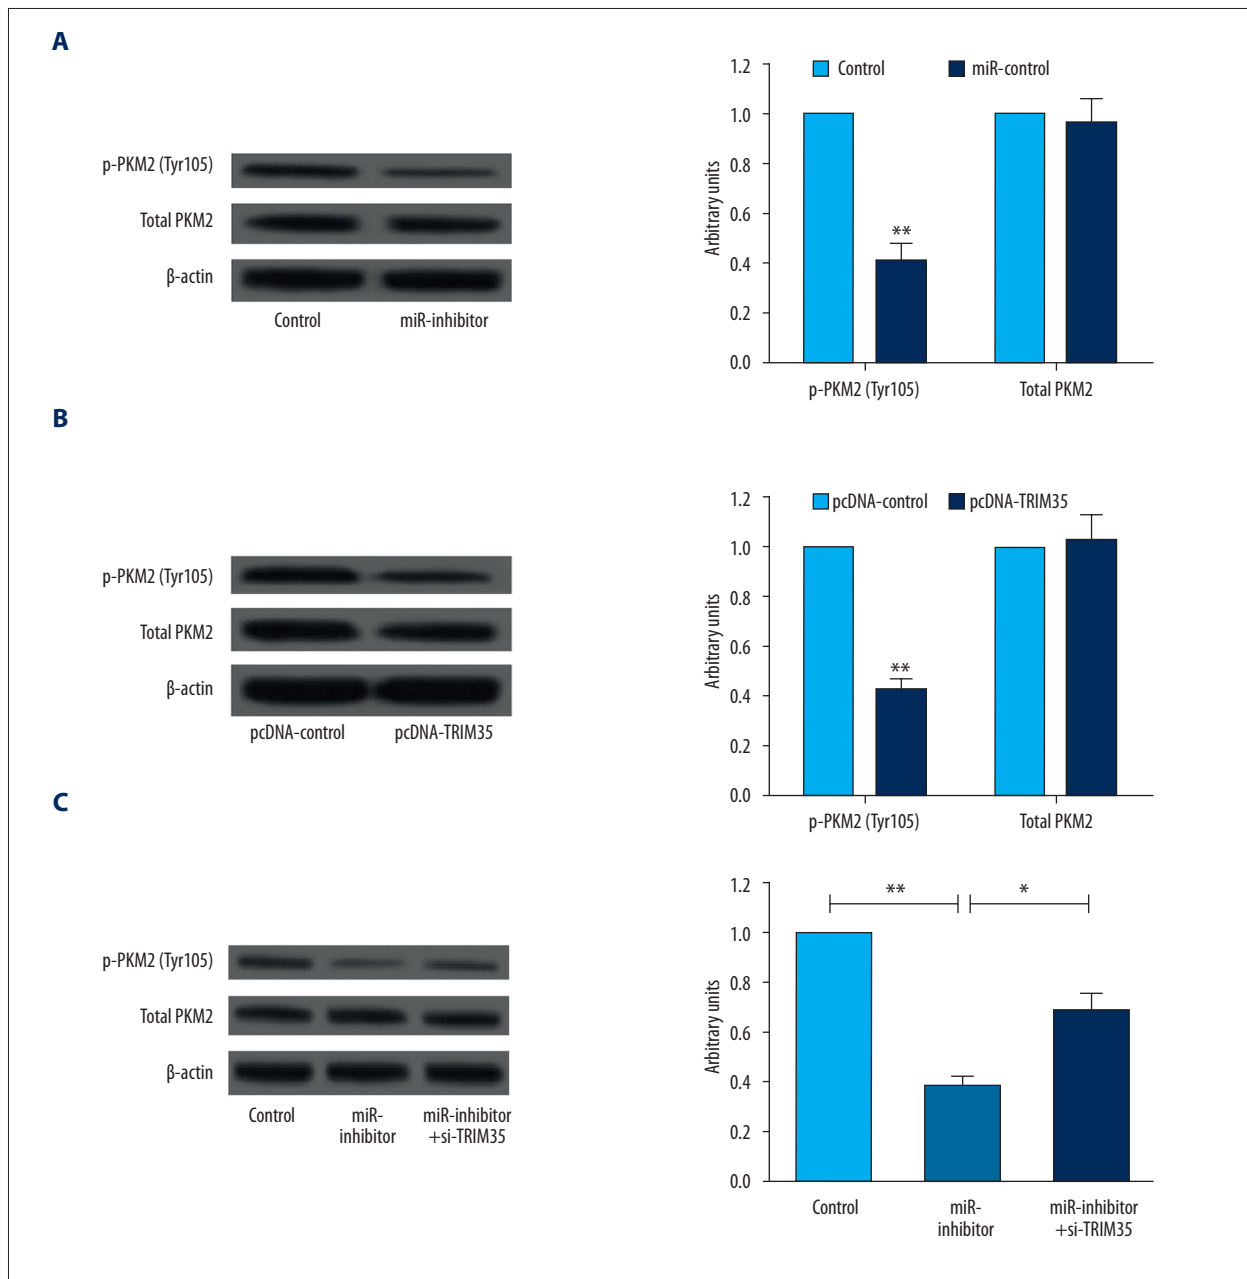 A
p-PKM2 (Tyr105)
Total PKM2
β-actin
Control miR-inhibitor
Arbitrary units
1.2
1.0
0.8
0.6
0.4
0.2
0.0
Control miR-control
**
p-PKM2 (Tyr105) Total PKM2
B
p-PKM2 (Tyr105)
Total PKM2
β-actin
pcDNA-control pcDNA-TRIM35
Arbitrary units
1.2
1.0
0.8
0.6
0.4
0.2
0.0
pcDNA-control pcDNA-TRIM35
**
p-PKM2 (Tyr105) Total PKM2
C
p-PKM2 (Tyr105)
Total PKM2
β-actin
Control miR- miR-inhibitor
inhibitor +si-TRIM35
Arbitrary units
1.2
1.0
0.8
0.6
0.4
0.2
0.0
** *
Control miR- miR-inhibitor
inhibitor +si-TRIM35